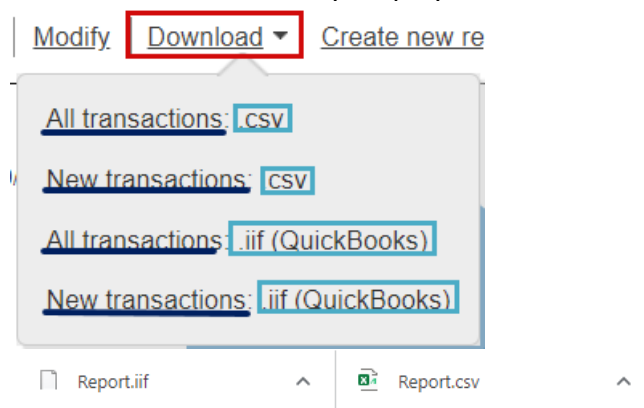 Modify Download Create new re
All transactions: .csv
New transactions: csv
All transactions: .iif (QuickBooks)
New transactions: .iif (QuickBooks)
Report.iif Report.csv